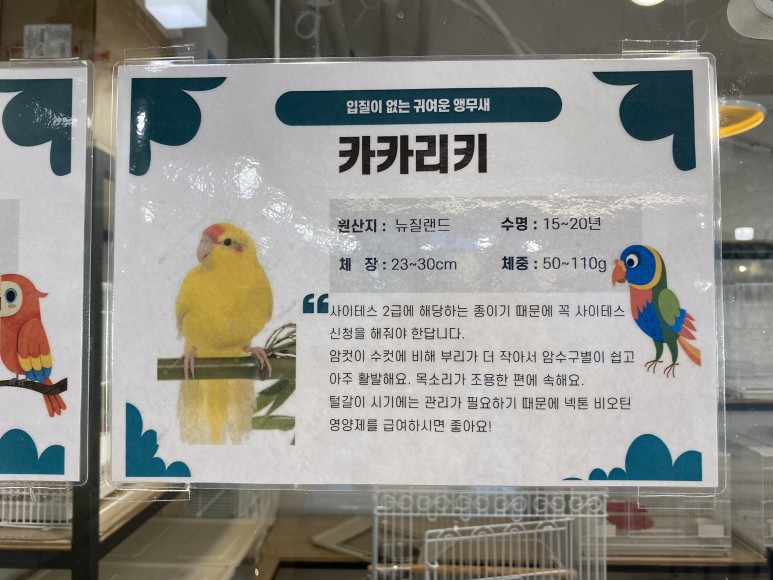 입질이 없는 귀여운 앵무새
카카리키
원산지 : 뉴질랜드 수명 : 15~20년
체 장 : 23~30cm 체중 : 50~110g
❝사이테스 2급에 해당하는 종이기 때문에 꼭 사이테스
신청을 해줘야 한답니다.
암컷이 수컷에 비해 부리가 더 작아서 암수구별이 쉽고
아주 활발해요. 목소리가 조용한 편에 속해요.
털갈이 시기에는 관리가 필요하기 때문에 넥톤 비오틴
영양제를 급여하시면 좋아요!